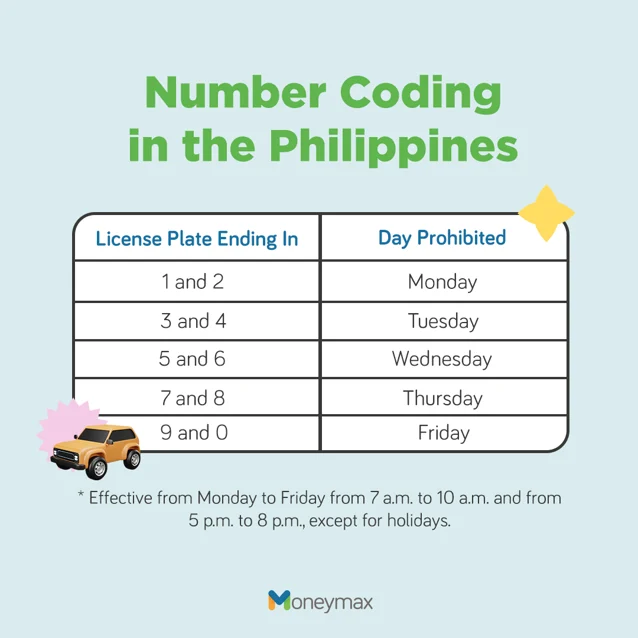 Number Coding
in the Philippines
License Plate Ending In Day Prohibited
1 and 2 Monday
3 and 4 Tuesday
5 and 6 Wednesday
7 and 8 Thursday
9 and 0 Friday
* Effective from Monday to Friday from 7 a.m. to 10 a.m. and from
5 p.m. to 8 p.m., except for holidays.
Moneymax